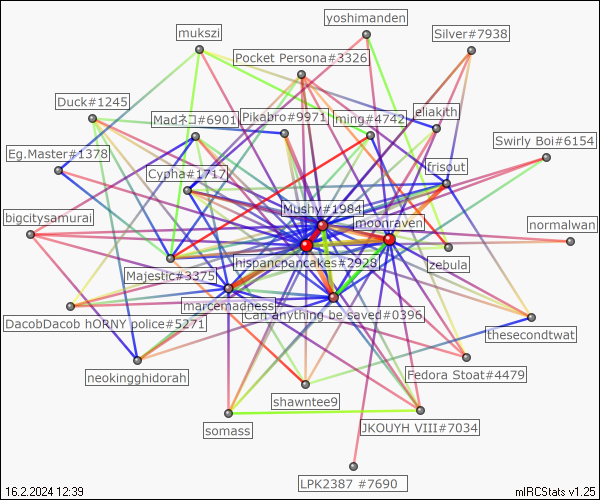 yoshimanden
mukszi
Silver#7938
Pocket Persona#3326
Duck#1245
Madネコ#6901
Pikabro#9971
ming#4742
eliakith
Swirly Boi#6154
Eg.Master#1378
Cypha#1717
frisout
Mushy#1984
bigcitysamurai
moonraven
normalwan
hispancpancakes#2928
zebula
Majestic#3375
marcemadness
Can anything be saved#0396
DacobDacob hORNY police#5271
thesecondtwat
neokingghidorah
Fedora Stoat#4479
shawntee9
somass
JKOUYH VIII#7034
LPK2387 #7690
16.2.2024 12:39
mIRCStats v1.25